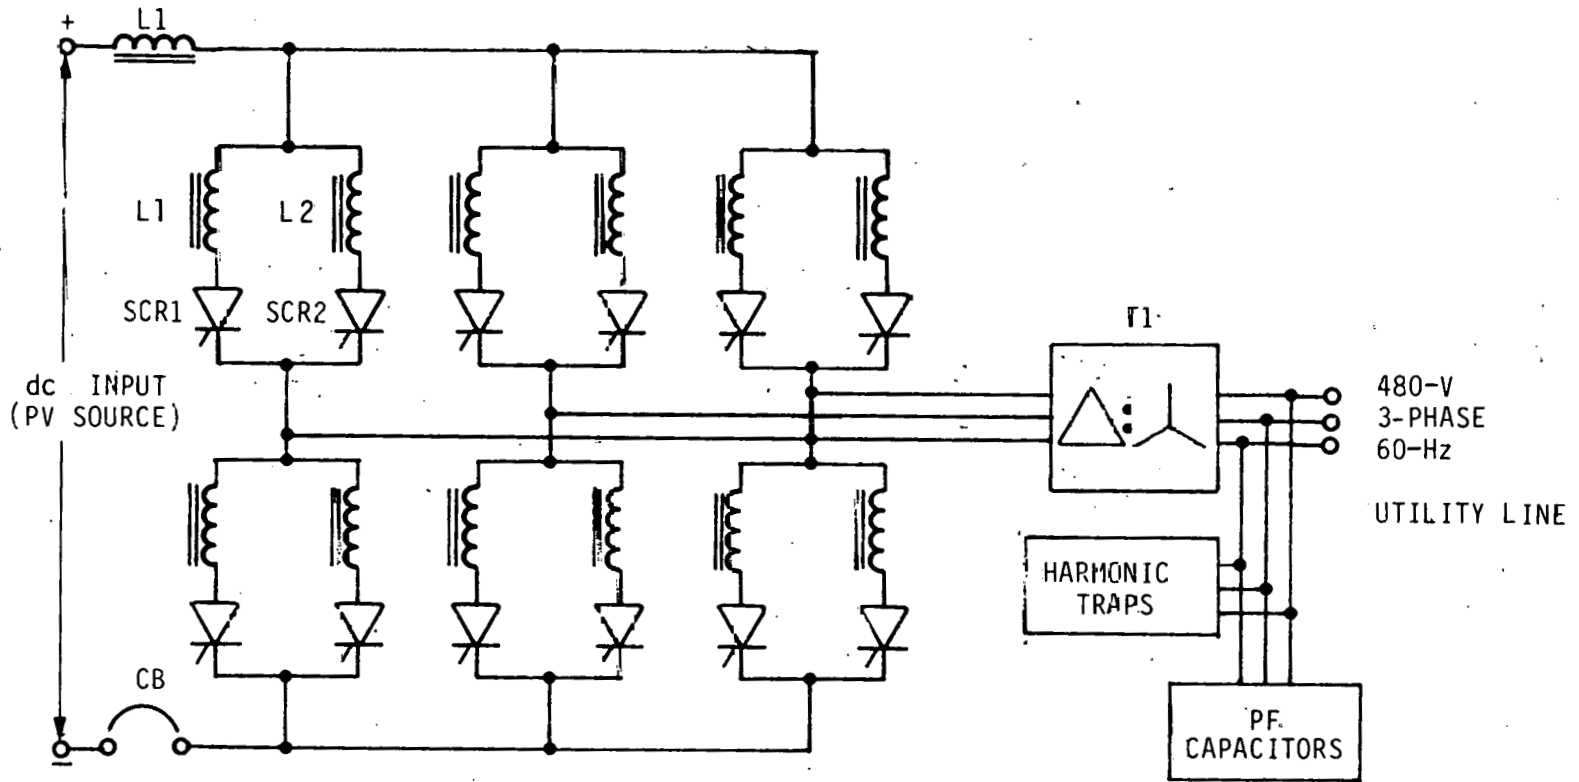 +
L1
L1
L2
SCR1
SCR2
T1
dc INPUT
(PV SOURCE)
480-V
3-PHASE
60-Hz
UTILITY LINE
HARMONIC
TRAPS
CB
PF
CAPACITORS